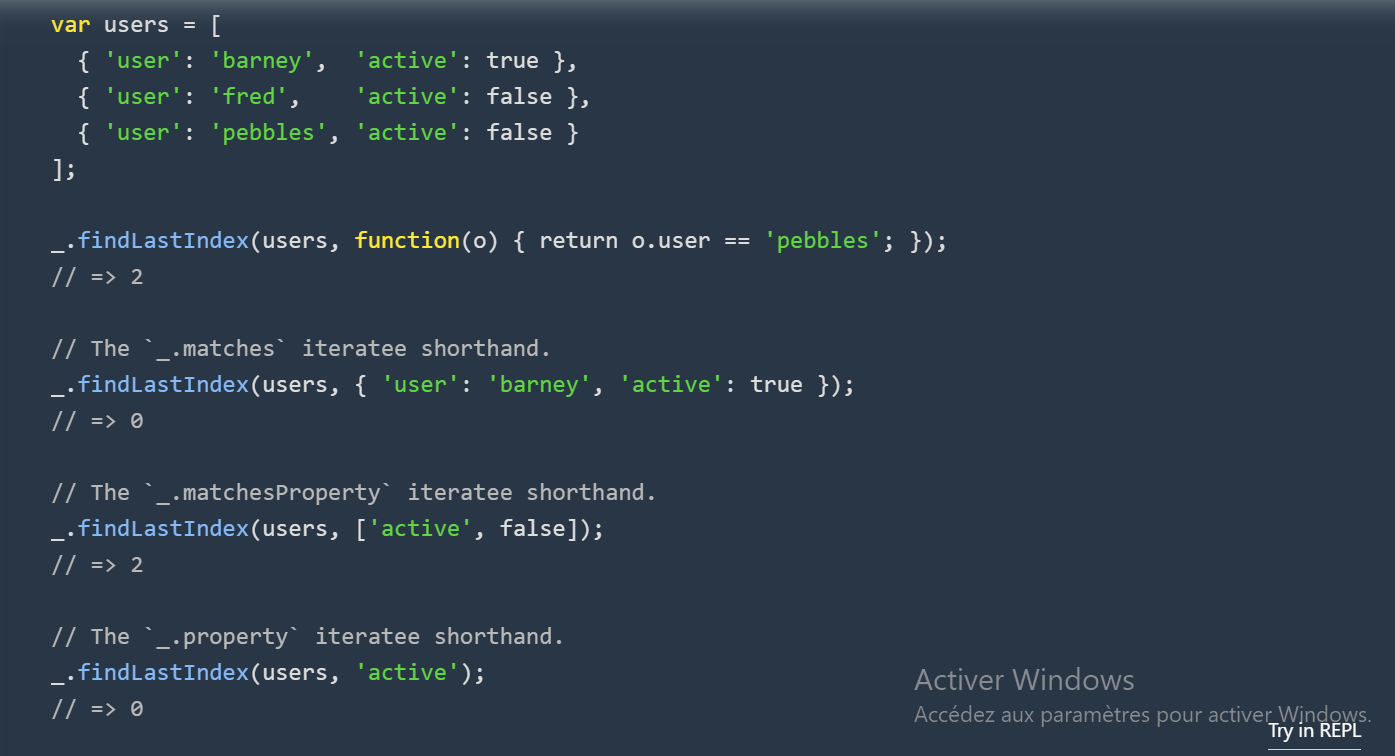 var users = [
  { 'user': 'barney',  'active': true },
  { 'user': 'fred',    'active': false },
  { 'user': 'pebbles', 'active': false }
];
_.findLastIndex(users, function(o) { return o.user == 'pebbles'; });
// => 2
// The `_.matches` iteratee shorthand.
_.findLastIndex(users, { 'user': 'barney', 'active': true });
// => 0
// The `_.matchesProperty` iteratee shorthand.
_.findLastIndex(users, ['active', false]);
// => 2
// The `_.property` iteratee shorthand.
_.findLastIndex(users, 'active');
// => 0
Activer Windows
Accédez aux paramètres pour activer Windows.
Try in REPL